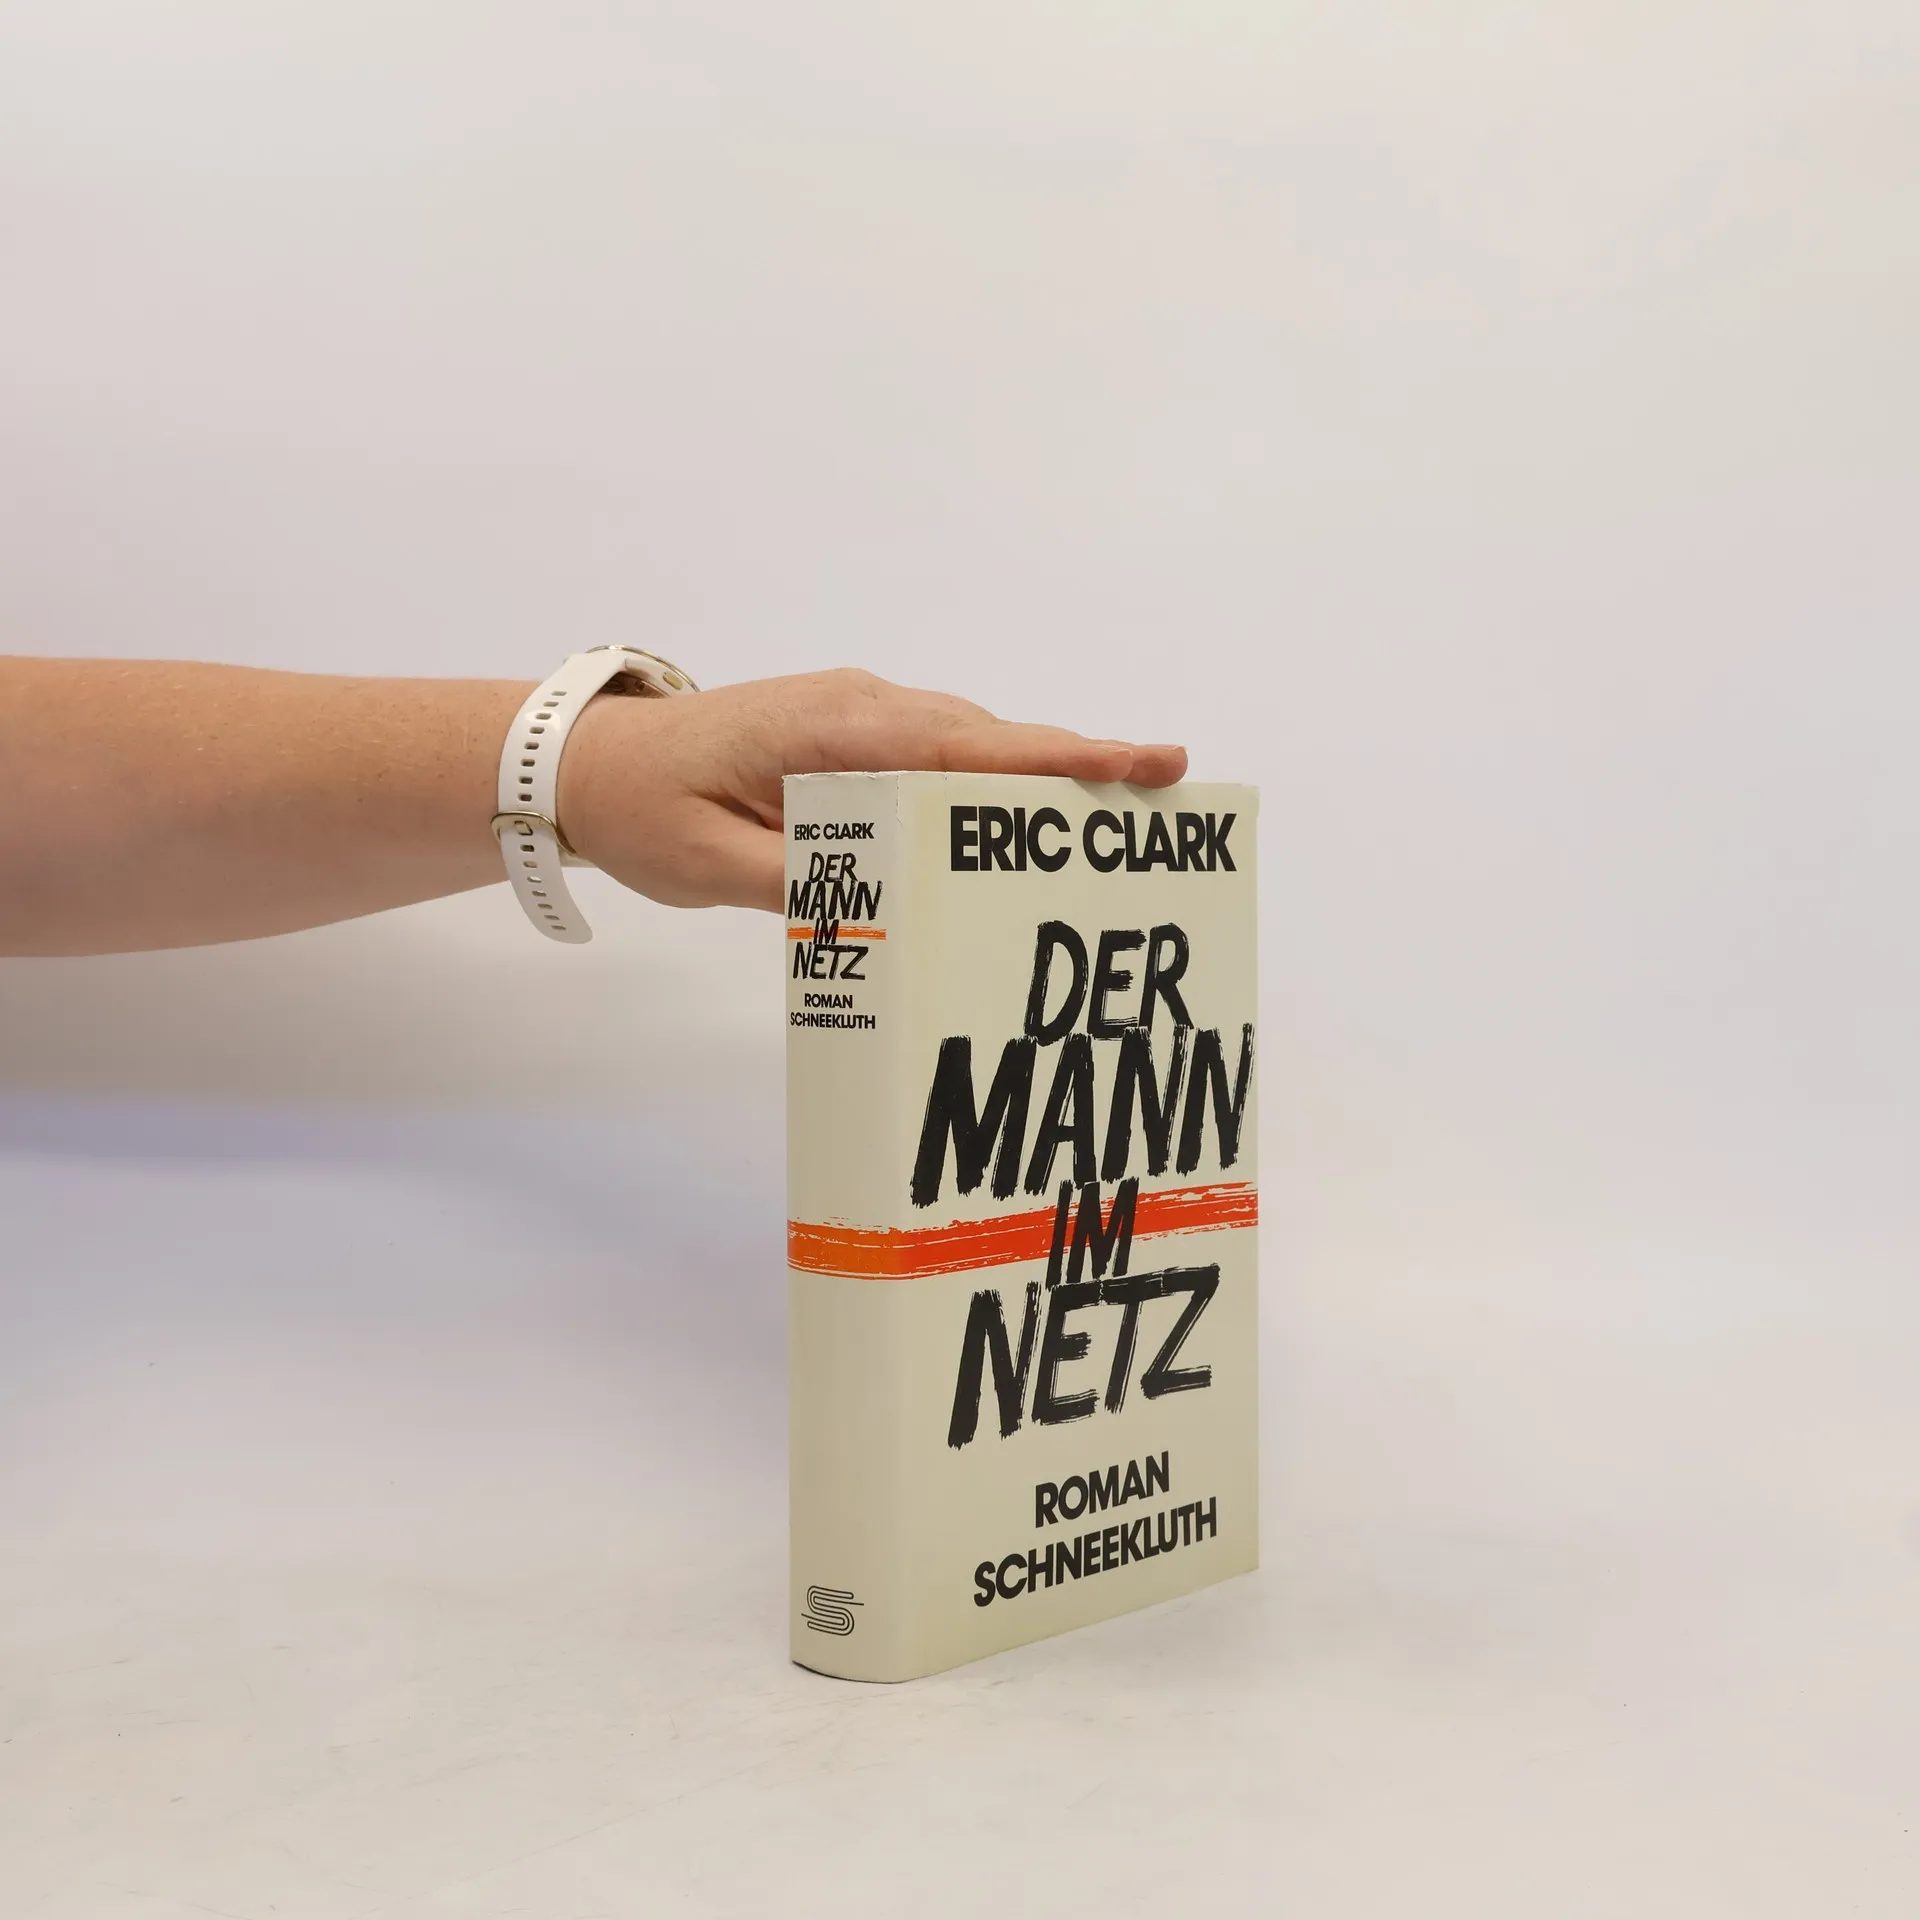 ERIC CLARK
DER
MANN
IM
NETZ
ROMAN
SCHNEEKLUTH
ERIC CLARK
DER
MANN
IM
NETZ
ROMAN
SCHNEEKLUTH